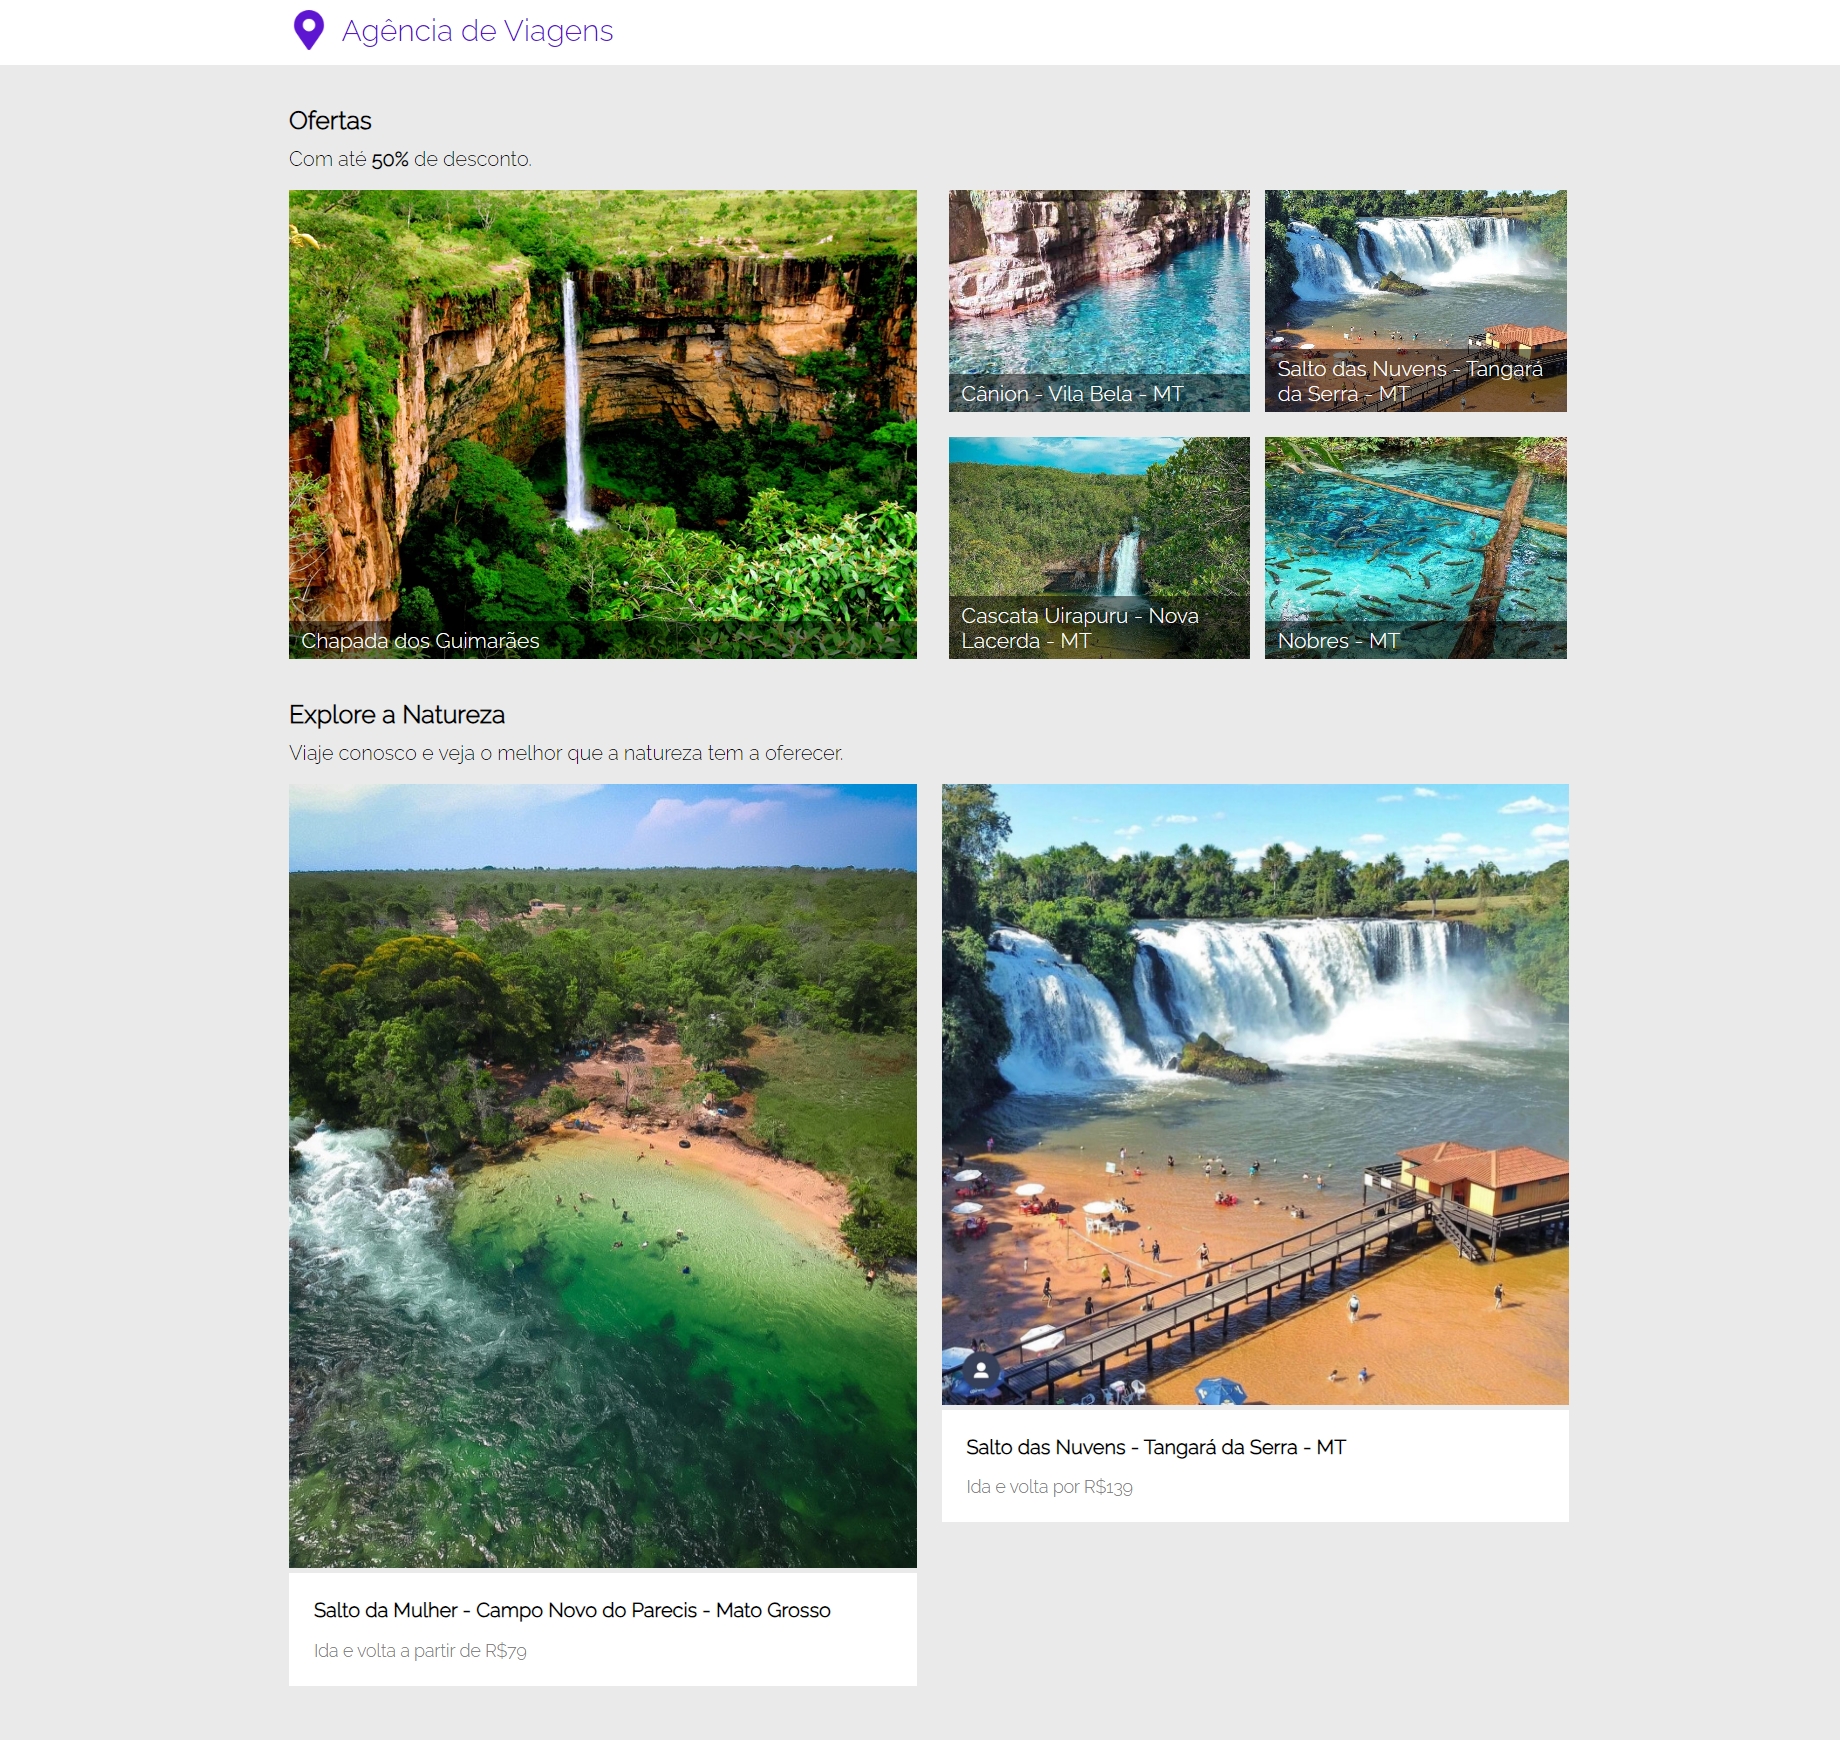 Agência de Viagens
Ofertas
Com até 50% de desconto.
Chapada dos Guimarães
Cânion - Vila Bela - MT
Salto das Nuvens - Tangará
da Serra - MT
Cascata Uirapuru - Nova
Lacerda - MT
Nobres - MT
Explore a Natureza
Viaje conosco e veja o melhor que a natureza tem a oferecer.
Salto da Mulher - Campo Novo do Parecis - Mato Grosso
Ida e volta a partir de R$79
Salto das Nuvens - Tangará da Serra - MT
Ida e volta por R$139